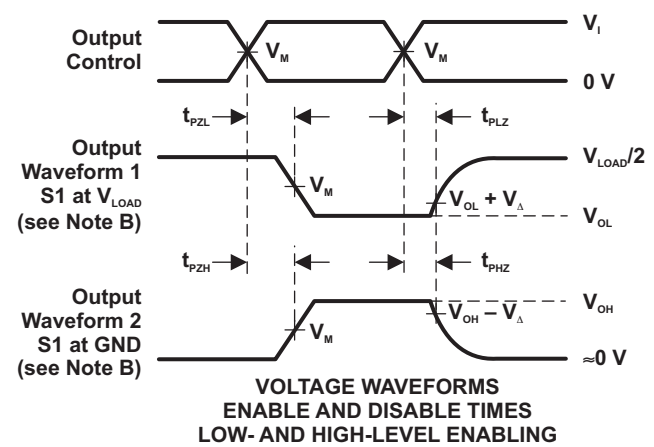 Output
Control
V_M
V_M
V_I
0 V
t_PZL
t_PLZ
Output
Waveform 1
S1 at V_LOAD
(see Note B)
V_M
V_OL + V_Δ
V_LOAD/2
V_OL
t_PZH
t_PHZ
Output
Waveform 2
S1 at GND
(see Note B)
V_M
V_OH – V_Δ
V_OH
≈0 V
VOLTAGE WAVEFORMS
ENABLE AND DISABLE TIMES
LOW- AND HIGH-LEVEL ENABLING